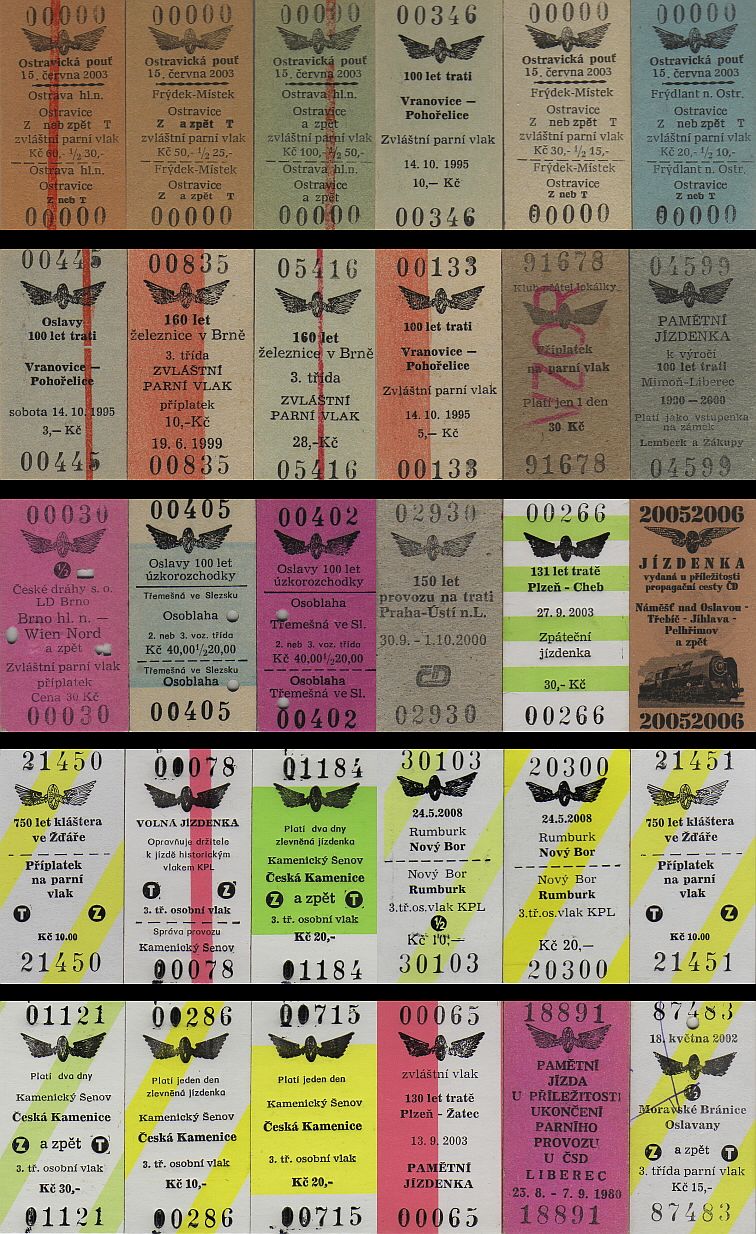 00000
Ostravická pouť
15. června 2003
Ostrava hl.n.
Ostravice
Z neb zpět T
zvláštní parní vlak
Kč 60,- ½ 30,-
Ostrava hl.n.
Ostravice
Z neb T
00000
00000
Ostravická pouť
15. června 2003
Frýdek-Místek
Ostravice
Z a zpět T
zvláštní parní vlak
Kč 50,- ½ 25,-
Frýdek-Místek
Ostravice
Z a zpět T
00000
00000
Ostravická pouť
15. června 2003
Ostrava hl.n.
Ostravice
a zpět
zvláštní parní vlak
Kč 100,- ½ 50,-
Ostrava hl.n.
Ostravice
a zpět
00000
00346
100 let trati
Vranovice —
Pohořelice
Zvláštní parní vlak
14. 10. 1995
10,— Kč
00346
00000
Ostravická pouť
15. června 2003
Frýdek-Místek
Ostravice
Z neb zpět T
zvláštní parní vlak
Kč 30,- ½ 15,-
Frýdek-Místek
Ostravice
Z neb T
00000
00000
Ostravická pouť
15. června 2003
Frýdlant n. Ostr.
Ostravice
Z neb zpět T
zvláštní parní vlak
Kč 20,- ½ 10,-
Frýdlant n. Ostr.
Ostravice
Z neb T
00000
00445
Oslavy
100 let trati
Vranovice —
Pohořelice
sobota 14. 10. 1995
3,— Kč
00445
00835
160 let
železnice v Brně
3. třída
ZVLÁŠTNÍ
PARNÍ VLAK
příplatek
10,-Kč
19. 6. 1999
00835
05416
160 let
železnice v Brně
3. třída
ZVLÁŠTNÍ
PARNÍ VLAK
28,-Kč
05416
00133
100 let trati
Vranovice —
Pohořelice
Zvláštní parní vlak
14. 10. 1995
5,— Kč
00133
91678
Klub přátel lokálky
VZOR
Příplatek
na parní vlak
Platí jen 1 den
30 Kč
91678
04599
PAMĚTNÍ
JÍZDENKA
k výročí
100 let trati
Mimoň-Liberec
1900 - 2000
Platí jako vstupenka
na zámek
Lemberk a Zákupy
04599
00030
½
České dráhy s. o.
LD Brno
Brno hl. n. —
Wien Nord
a zpět
Zvláštní parní vlak
příplatek
Cena 30 Kč
00030
00405
Oslavy 100 let
úzkorozchodky
Třemešná ve Slezsku
Osoblaha
2. neb 3. voz. třída
Kč 40,00½20,00
Třemešná ve Slezsku
Osoblaha
00405
00402
Oslavy 100 let
úzkorozchodky
Osoblaha
Třemešná ve Sl.
2. neb 3. voz. třída
Kč 40,00½20,00
Osoblaha
Třemešná ve Sl.
00402
02930
150 let
provozu na trati
Praha-Ústí n.L.
30.9. - 1.10.2000
ČD
02930
00266
131 let tratě
Plzeň - Cheb
27. 9. 2003
Zpáteční
jízdenka
30,- Kč
00266
20052006
JÍZDENKA
vydaná u příležitosti
propagační cesty ČD
Náměšť nad Oslavou -
Třebíč - Jihlava -
Pelhřimov
a zpět
20052006
21450
750 let kláštera
ve Žďáře
Příplatek
na parní
vlak
T Z
Kč 10.00
21450
00078
VOLNÁ JÍZDENKA
Opravňuje držitele
k jízdě historickým
vlakem KPL
T Z
3. tř. osobní vlak
Správa provozu
Kamenický Šenov
00078
01184
Platí dva dny
zlevněná jízdenka
Kamenický Šenov
Česká Kamenice
Z a zpět T
3. tř. osobní vlak
Kč 20,-
01184
30103
24.5.2008
Rumburk
Nový Bor
Nový Bor
Rumburk
3.tř.os.vlak KPL
½
Kč 10,—
30103
20300
24.5.2008
Rumburk
Nový Bor
Nový Bor
Rumburk
3.tř.os.vlak KPL
Kč 20,—
20300
21451
750 let kláštera
ve Žďáře
Příplatek
na parní
vlak
T Z
Kč 10.00
21451
01121
Platí dva dny
Kamenický Šenov
Česká Kamenice
Z a zpět T
3. tř. osobní vlak
Kč 30,-
01121
00286
Platí jeden den
zlevněná jízdenka
Kamenický Šenov
Česká Kamenice
3. tř. osobní vlak
Kč 10,-
00286
00715
Platí jeden den
Kamenický Šenov
Česká Kamenice
3. tř. osobní vlak
Kč 20,-
00715
00065
zvláštní vlak
130 let tratě
Plzeň - Žatec
13. 9. 2003
PAMĚTNÍ
JÍZDENKA
00065
18891
PAMĚTNÍ
JÍZDA
U PŘÍLEŽITOSTI
UKONČENÍ
PARNÍHO
PROVOZU
U ČSD
LIBEREC
23. 8. - 7. 9. 1980
18891
87483
18. května 2002
½
Moravské Bránice
Oslavany
Z a zpět T
3. třída parní vlak
Kč 15,-
87483